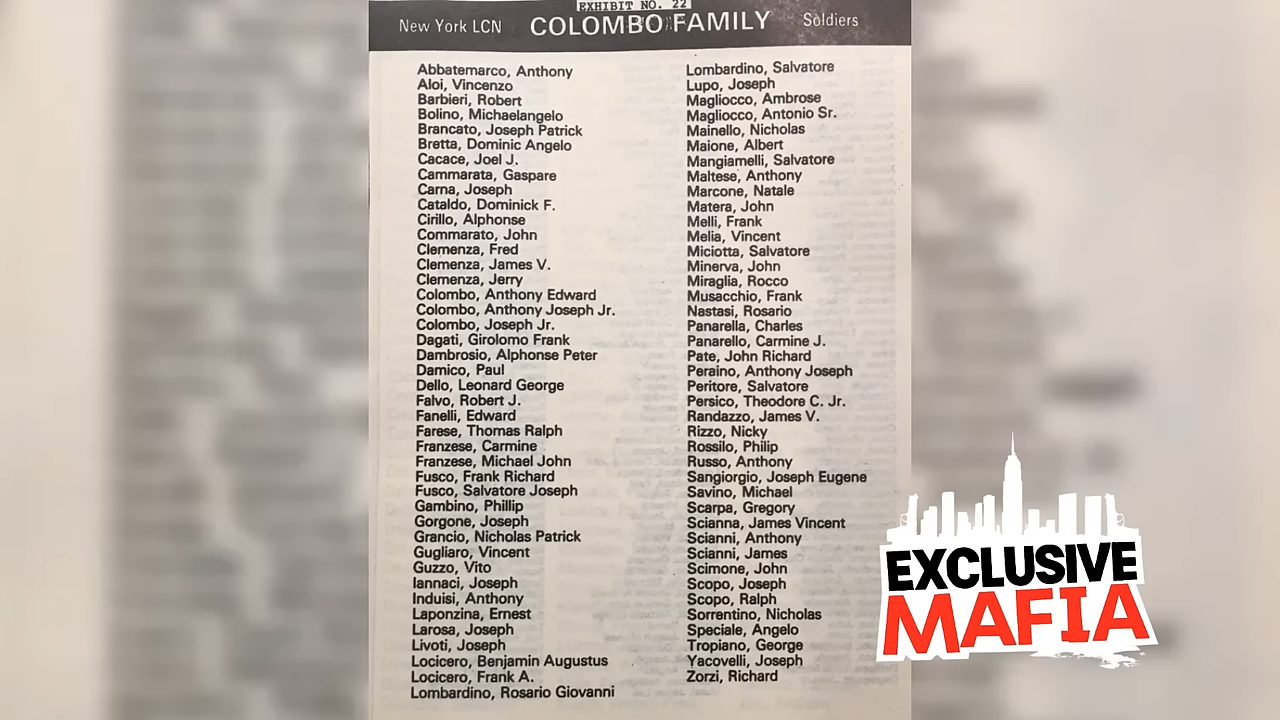 EXHIBIT NO. 22
New York LCN COLOMBO FAMILY Soldiers
Abbatemarco, Anthony
Aloi, Vincenzo
Barbieri, Robert
Bolino, Michaelangelo
Brancato, Joseph Patrick
Bretta, Dominic Angelo
Cacace, Joel J.
Cammarata, Gaspare
Carna, Joseph
Cataldo, Dominick F.
Cirillo, Alphonse
Commarato, John
Clemenza, Fred
Clemenza, James V.
Clemenza, Jerry
Colombo, Anthony Edward
Colombo, Anthony Joseph Jr.
Colombo, Joseph Jr.
Dagati, Girolomo Frank
Dambrosio, Alphonse Peter
Damico, Paul
Dello, Leonard George
Falvo, Robert J.
Fanelli, Edward
Farese, Thomas Ralph
Franzese, Carmine
Franzese, Michael John
Fusco, Frank Richard
Fusco, Salvatore Joseph
Gambino, Phillip
Gorgone, Joseph
Grancio, Nicholas Patrick
Gugliaro, Vincent
Guzzo, Vito
Iannaci, Joseph
Induisi, Anthony
Laponzina, Ernest
Larosa, Joseph
Livoti, Joseph
Locicero, Benjamin Augustus
Locicero, Frank A.
Lombardino, Rosario Giovanni
Lombardino, Salvatore
Lupo, Joseph
Magliocco, Ambrose
Magliocco, Antonio Sr.
Mainello, Nicholas
Maione, Albert
Mangiamelli, Salvatore
Maltese, Anthony
Marcone, Natale
Matera, John
Melli, Frank
Melia, Vincent
Miciotta, Salvatore
Minerva, John
Miraglia, Rocco
Musacchio, Frank
Nastasi, Rosario
Panarella, Charles
Panarello, Carmine J.
Pate, John Richard
Peraino, Anthony Joseph
Peritore, Salvatore
Persico, Theodore C. Jr.
Randazzo, James V.
Rizzo, Nicky
Rossilo, Philip
Russo, Anthony
Sangiorgio, Joseph Eugene
Savino, Michael
Scarpa, Gregory
Scianna, James Vincent
Scianni, Anthony
Scianni, James
Scimone, John
Scopo, Joseph
Scopo, Ralph
Sorrentino, Nicholas
Speciale, Angelo
Tropiano, George
Yacovelli, Joseph
Zorzi, Richard
EXCLUSIVE
MAFIA